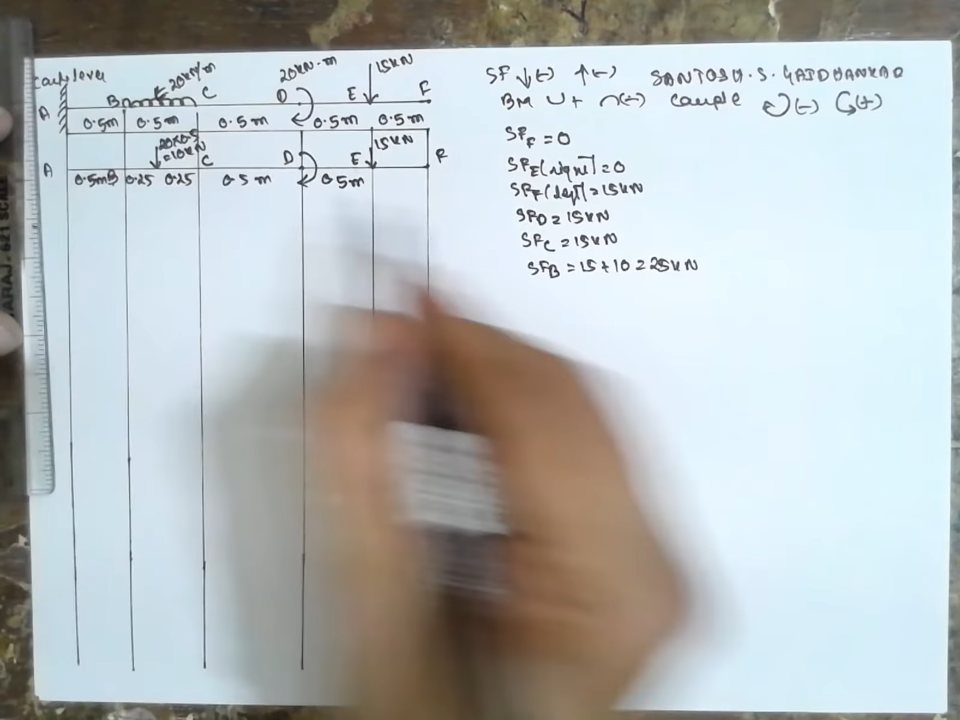 Cantilever
20kN/m
20kN-m
15kN
A
B
C
D
E
F
0.5m
0.5m
0.5m
0.5m
0.5m
20x0.5
=10kN
15kN
A
C
D
E
F
0.5m
B
0.25
0.25
0.5m
0.5m
SF ↓(-) ↑(-) SANTOSH.S.GAIDHANKAR
BM ∪+ ∩(-) couple (-) (+)
SFF = 0
SFE(right) = 0
SFF(left) = 15kN
SFD = 15kN
SFC = 15kN
SFB = 15+10 = 25kN